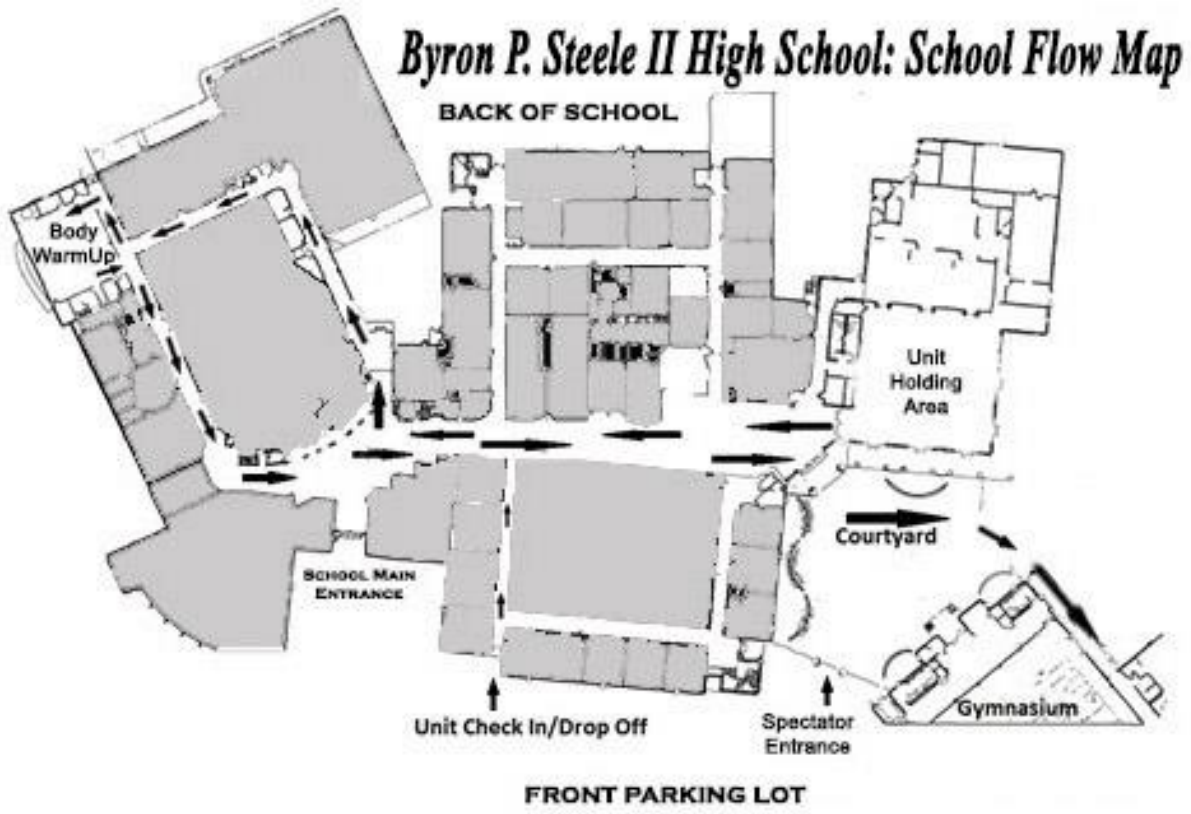 Byron P. Steele II High School: School Flow Map
BACK OF SCHOOL
Body
WarmUp
Unit
Holding
Area
Courtyard
SCHOOL MAIN
ENTRANCE
Gymnasium
Unit Check In/Drop Off
Spectator
Entrance
FRONT PARKING LOT